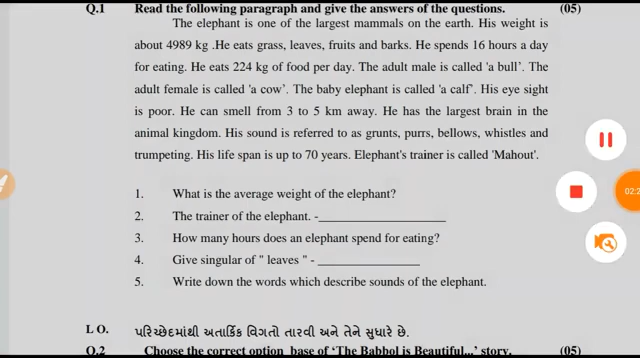 Q.1 Read the following paragraph and give the answers of the questions. (05)
The elephant is one of the largest mammals on the earth. His weight is
about 4989 kg .He eats grass, leaves, fruits and barks. He spends 16 hours a day
for eating. He eats 224 kg of food per day. The adult male is called 'a bull'. The
adult female is called 'a cow'. The baby elephant is called 'a calf'. His eye sight
is poor. He can smell from 3 to 5 km away. He has the largest brain in the
animal kingdom. His sound is referred to as grunts, purrs, bellows, whistles and
trumpeting. His life span is up to 70 years. Elephant's trainer is called 'Mahout'.
1. What is the average weight of the elephant?
2. The trainer of the elephant. -____________________
3. How many hours does an elephant spend for eating?
4. Give singular of " leaves " - ________________
5. Write down the words which describe sounds of the elephant.
L O. પરિચ્છેદમાંથી અતાર્કિક વિગતો તારવી અને તેને સુધારે છે.
Q.2 Choose the correct option base of 'The Babbol is Beautiful...' story. (05)